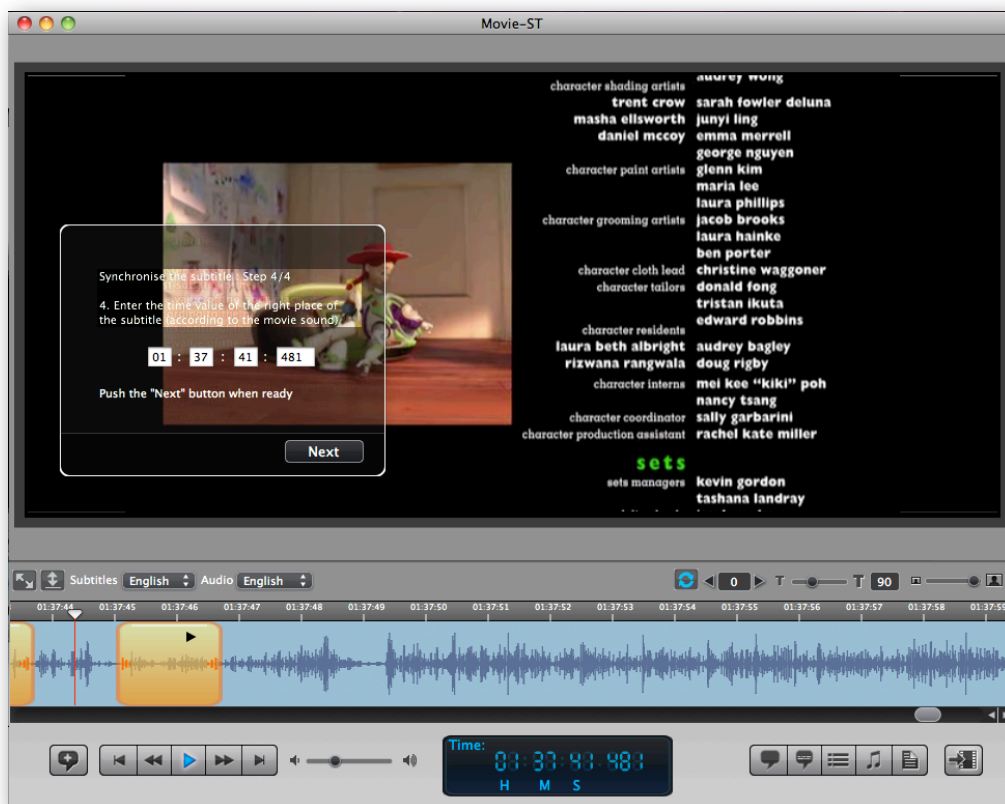 Movie-ST
audrey wong
character shading artists
trent crow sarah fowler deluna
masha ellsworth junyi ling
daniel mccoy emma merrell
george nguyen
character paint artists glenn kim
maria lee
laura phillips
character grooming artists jacob brooks
laura hainke
ben porter
character cloth lead christine waggoner
character tailors donald fong
tristan ikuta
edward robbins
character residents
laura beth albright audrey bagley
rizwana rangwala doug rigby
character interns mei kee “kiki” poh
nancy tsang
character coordinator sally garbarini
character production assistant rachel kate miller
sets
sets managers kevin gordon
tashana landray
Synchronise the subtitle : Step 4/4
4. Enter the time value of the right place of
the subtitle (according to the movie sound)
01 : 37 : 41 : 481
Push the "Next" button when ready
Next
Subtitles English Audio English 0 T T 90
01:37:44 01:37:45 01:37:46 01:37:47 01:37:48 01:37:49 01:37:50 01:37:51 01:37:52 01:37:53 01:37:54 01:37:55 01:37:56 01:37:57 01:37:58 01:37:59
Time:
01:37:41:481
H M S